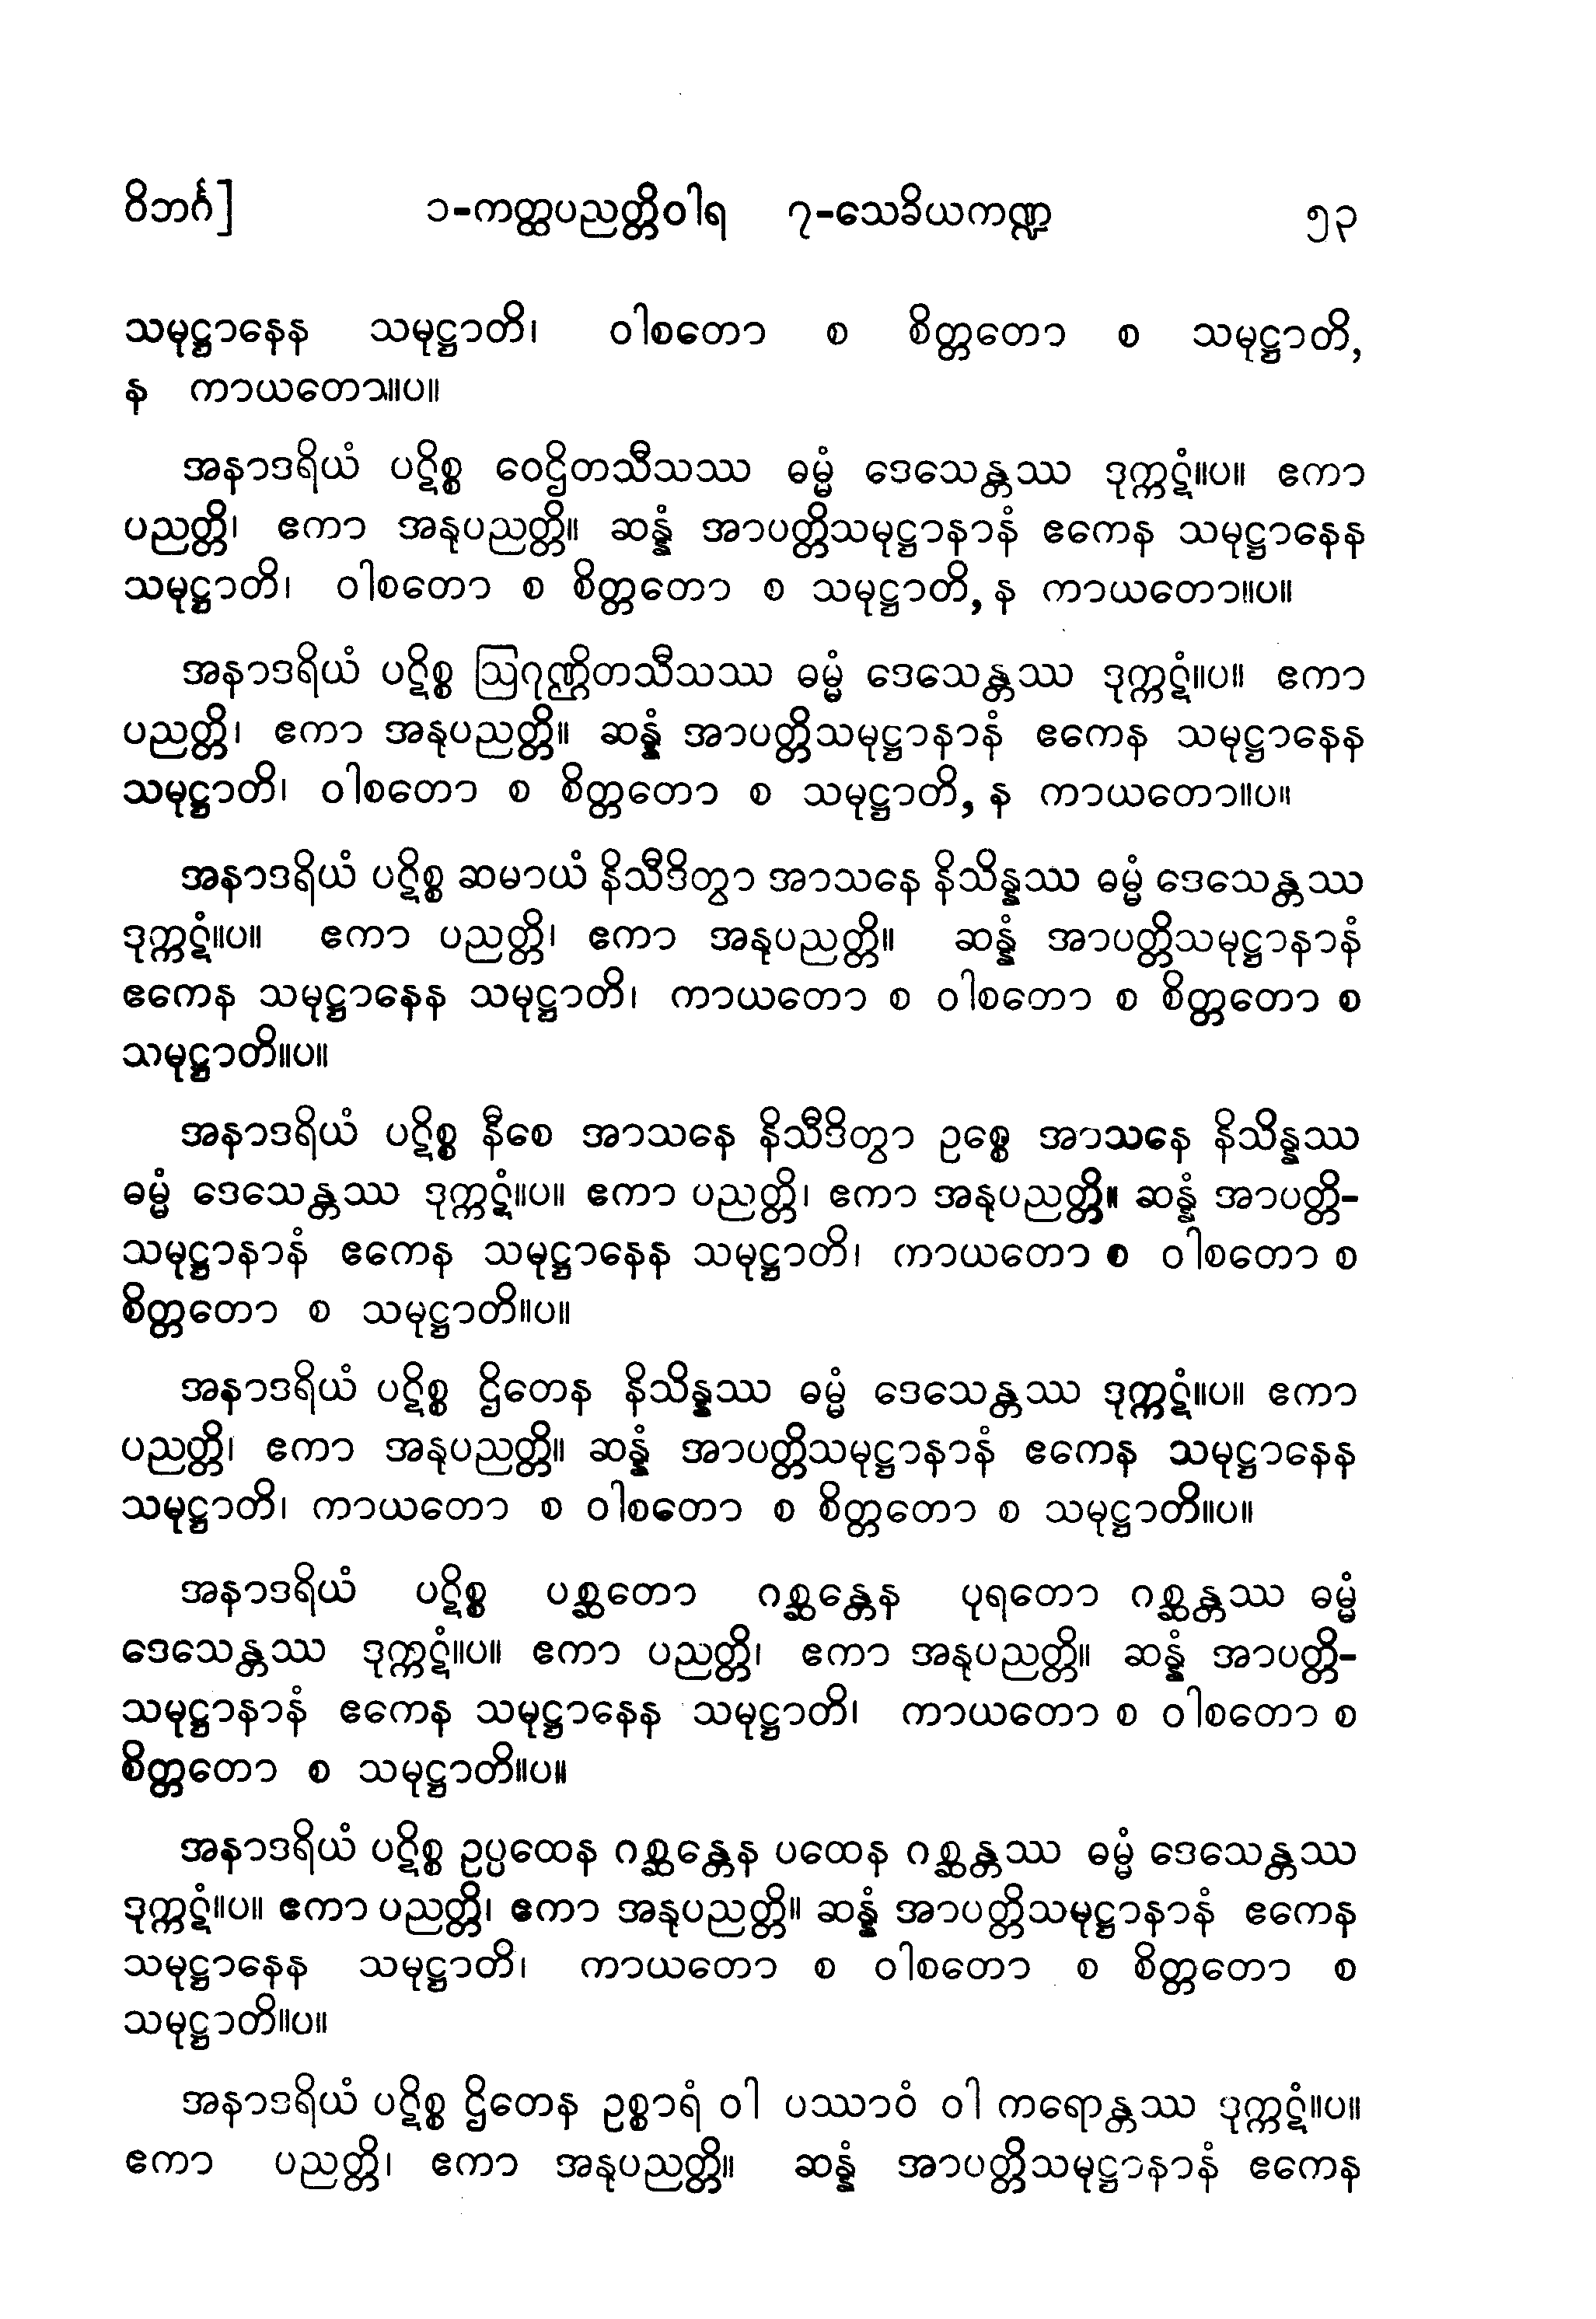 ဝိဘင်္ဂ] ၁-ကတ္ထပညတ္တိဝါရ ၇-သေခိယကဏ္ဍ ၅၃
သမုဋ္ဌာနေန သမုဋ္ဌာတိ၊ ဝါစတော စ စိတ္တတော စ သမုဋ္ဌာတိ,
န ကာယတော။ပ။
အနာဒရိယံ ပဋိစ္စ ဝေဌိတသီသဿ ဓမ္မံ ဒေသေန္တဿ ဒုက္ကဋံ။ပ။ ဧကာ
ပညတ္တိ၊ ဧကာ အနုပညတ္တိ။ ဆန္နံ အာပတ္တိသမုဋ္ဌာနာနံ ဧကေန သမုဋ္ဌာနေန
သမုဋ္ဌာတိ၊ ဝါစတော စ စိတ္တတော စ သမုဋ္ဌာတိ, န ကာယတော။ပ။
အနာဒရိယံ ပဋိစ္စ ဩဂုဏ္ဌိတသီသဿ ဓမ္မံ ဒေသေန္တဿ ဒုက္ကဋံ။ပ။ ဧကာ
ပညတ္တိ၊ ဧကာ အနုပညတ္တိ။ ဆန္နံ အာပတ္တိသမုဋ္ဌာနာနံ ဧကေန သမုဋ္ဌာနေန
သမုဋ္ဌာတိ၊ ဝါစတော စ စိတ္တတော စ သမုဋ္ဌာတိ, န ကာယတော။ပ။
အနာဒရိယံ ပဋိစ္စ ဆမာယံ နိသီဒိတွာ အာသနေ နိသိန္နဿ ဓမ္မံ ဒေသေန္တဿ
ဒုက္ကဋံ။ပ။ ဧကာ ပညတ္တိ၊ ဧကာ အနုပညတ္တိ။ ဆန္နံ အာပတ္တိသမုဋ္ဌာနာနံ
ဧကေန သမုဋ္ဌာနေန သမုဋ္ဌာတိ၊ ကာယတော စ ဝါစတော စ စိတ္တတော စ
သမုဋ္ဌာတိ။ပ။
အနာဒရိယံ ပဋိစ္စ နီစေ အာသနေ နိသီဒိတွာ ဥစ္စေ အာသနေ နိသိန္နဿ
ဓမ္မံ ဒေသေန္တဿ ဒုက္ကဋံ။ပ။ ဧကာ ပညတ္တိ၊ ဧကာ အနုပညတ္တိ။ ဆန္နံ အာပတ္တိ-
သမုဋ္ဌာနာနံ ဧကေန သမုဋ္ဌာနေန သမုဋ္ဌာတိ၊ ကာယတော စ ဝါစတော စ
စိတ္တတော စ သမုဋ္ဌာတိ။ပ။
အနာဒရိယံ ပဋိစ္စ ဌိတေန နိသိန္နဿ ဓမ္မံ ဒေသေန္တဿ ဒုက္ကဋံ။ပ။ ဧကာ
ပညတ္တိ၊ ဧကာ အနုပညတ္တိ။ ဆန္နံ အာပတ္တိသမုဋ္ဌာနာနံ ဧကေန သမုဋ္ဌာနေန
သမုဋ္ဌာတိ၊ ကာယတော စ ဝါစတော စ စိတ္တတော စ သမုဋ္ဌာတိ။ပ။
အနာဒရိယံ ပဋိစ္စ ပစ္ဆတော ဂစ္ဆန္တေန ပုရတော ဂစ္ဆန္တဿ ဓမ္မံ
ဒေသေန္တဿ ဒုက္ကဋံ။ပ။ ဧကာ ပညတ္တိ၊ ဧကာ အနုပညတ္တိ။ ဆန္နံ အာပတ္တိ-
သမုဋ္ဌာနာနံ ဧကေန သမုဋ္ဌာနေန သမုဋ္ဌာတိ၊ ကာယတော စ ဝါစတော စ
စိတ္တတော စ သမုဋ္ဌာတိ။ပ။
အနာဒရိယံ ပဋိစ္စ ဥပ္ပထေန ဂစ္ဆန္တေန ပထေန ဂစ္ဆန္တဿ ဓမ္မံ ဒေသေန္တဿ
ဒုက္ကဋံ။ပ။ ဧကာ ပညတ္တိ၊ ဧကာ အနုပညတ္တိ။ ဆန္နံ အာပတ္တိသမုဋ္ဌာနာနံ ဧကေန
သမုဋ္ဌာနေန သမုဋ္ဌာတိ၊ ကာယတော စ ဝါစတော စ စိတ္တတော စ
သမုဋ္ဌာတိ။ပ။
အနာဒရိယံ ပဋိစ္စ ဌိတေန ဥစ္စာရံ ဝါ ပဿာဝံ ဝါ ကရောန္တဿ ဒုက္ကဋံ။ပ။
ဧကာ ပညတ္တိ၊ ဧကာ အနုပညတ္တိ။ ဆန္နံ အာပတ္တိသမုဋ္ဌာနာနံ ဧကေန